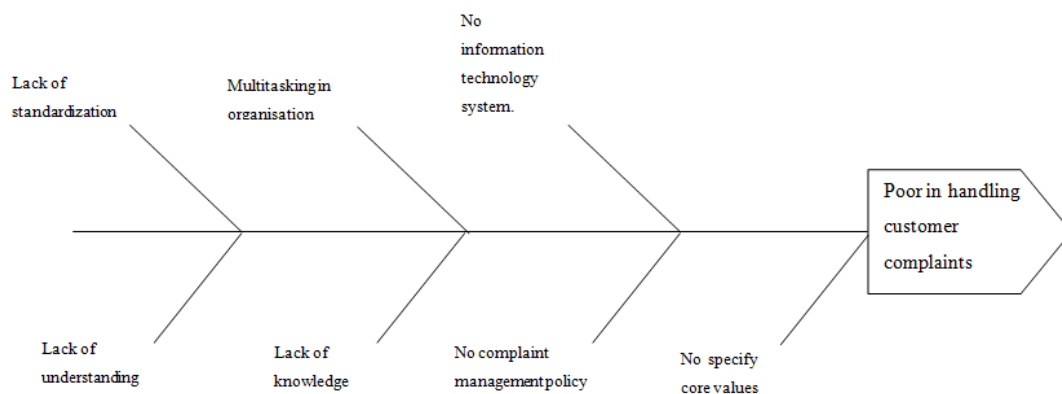 Lack of
standardization
Multitasking in
organisation
No
information
technology
system.
Poor in handling
customer
complaints
Lack of
understanding
Lack of
knowledge
No complaint
management policy
No specify
core values